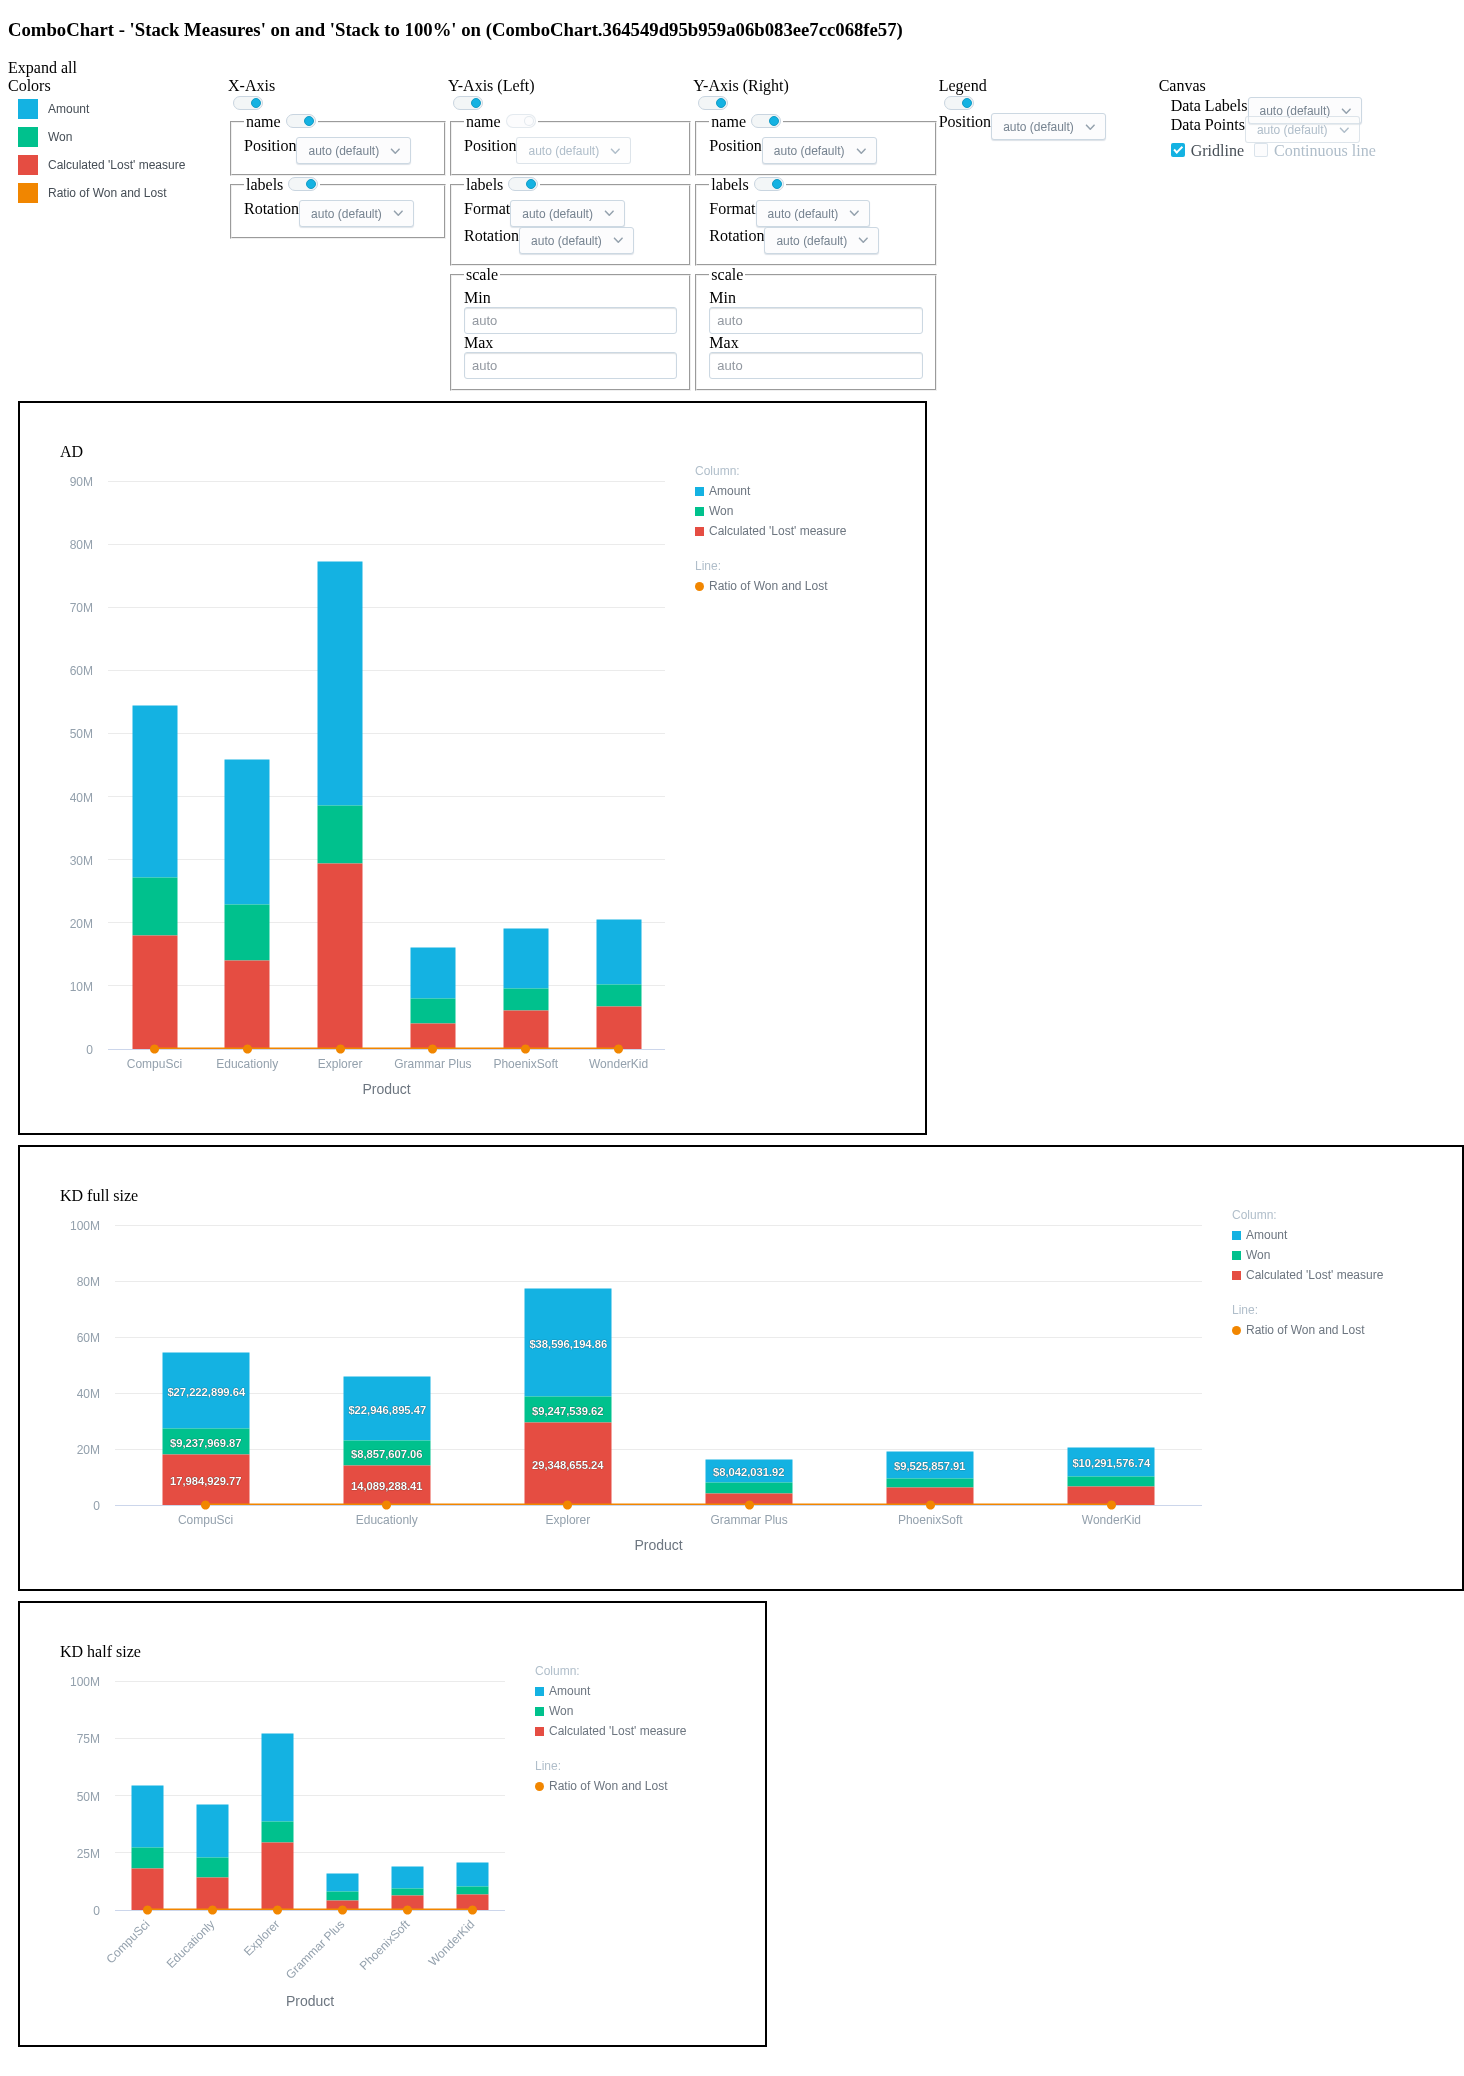 ComboChart - 'Stack Measures' on and 'Stack to 100%' on (ComboChart.364549d95b959a06b083ee7cc068fe57)
Expand all
Colors
Amount
Won
Calculated 'Lost' measure
Ratio of Won and Lost
X-Axis
name
Position auto (default)
labels
Rotation auto (default)
Y-Axis (Left)
name
Position auto (default)
labels
Format auto (default)
Rotation auto (default)
scale
Min
auto
Max
auto
Y-Axis (Right)
name
Position auto (default)
labels
Format auto (default)
Rotation auto (default)
scale
Min
auto
Max
auto
Legend
Position auto (default)
Canvas
Data Labels auto (default)
Data Points auto (default)
Gridline Continuous line
AD
90M
80M
70M
60M
50M
40M
30M
20M
10M
0
CompuSci Educationly Explorer Grammar Plus PhoenixSoft WonderKid
Product
Column:
Amount
Won
Calculated 'Lost' measure
Line:
Ratio of Won and Lost
KD full size
100M
80M
60M
40M
20M
0
$27,222,899.64
$9,237,969.87
17,984,929.77
$22,946,895.47
$8,857,607.06
14,089,288.41
$38,596,194.86
$9,247,539.62
29,348,655.24
$8,042,031.92
$9,525,857.91
$10,291,576.74
CompuSci Educationly Explorer Grammar Plus PhoenixSoft WonderKid
Product
Column:
Amount
Won
Calculated 'Lost' measure
Line:
Ratio of Won and Lost
KD half size
100M
75M
50M
25M
0
CompuSci Educationly Explorer Grammar Plus PhoenixSoft WonderKid
Product
Column:
Amount
Won
Calculated 'Lost' measure
Line:
Ratio of Won and Lost